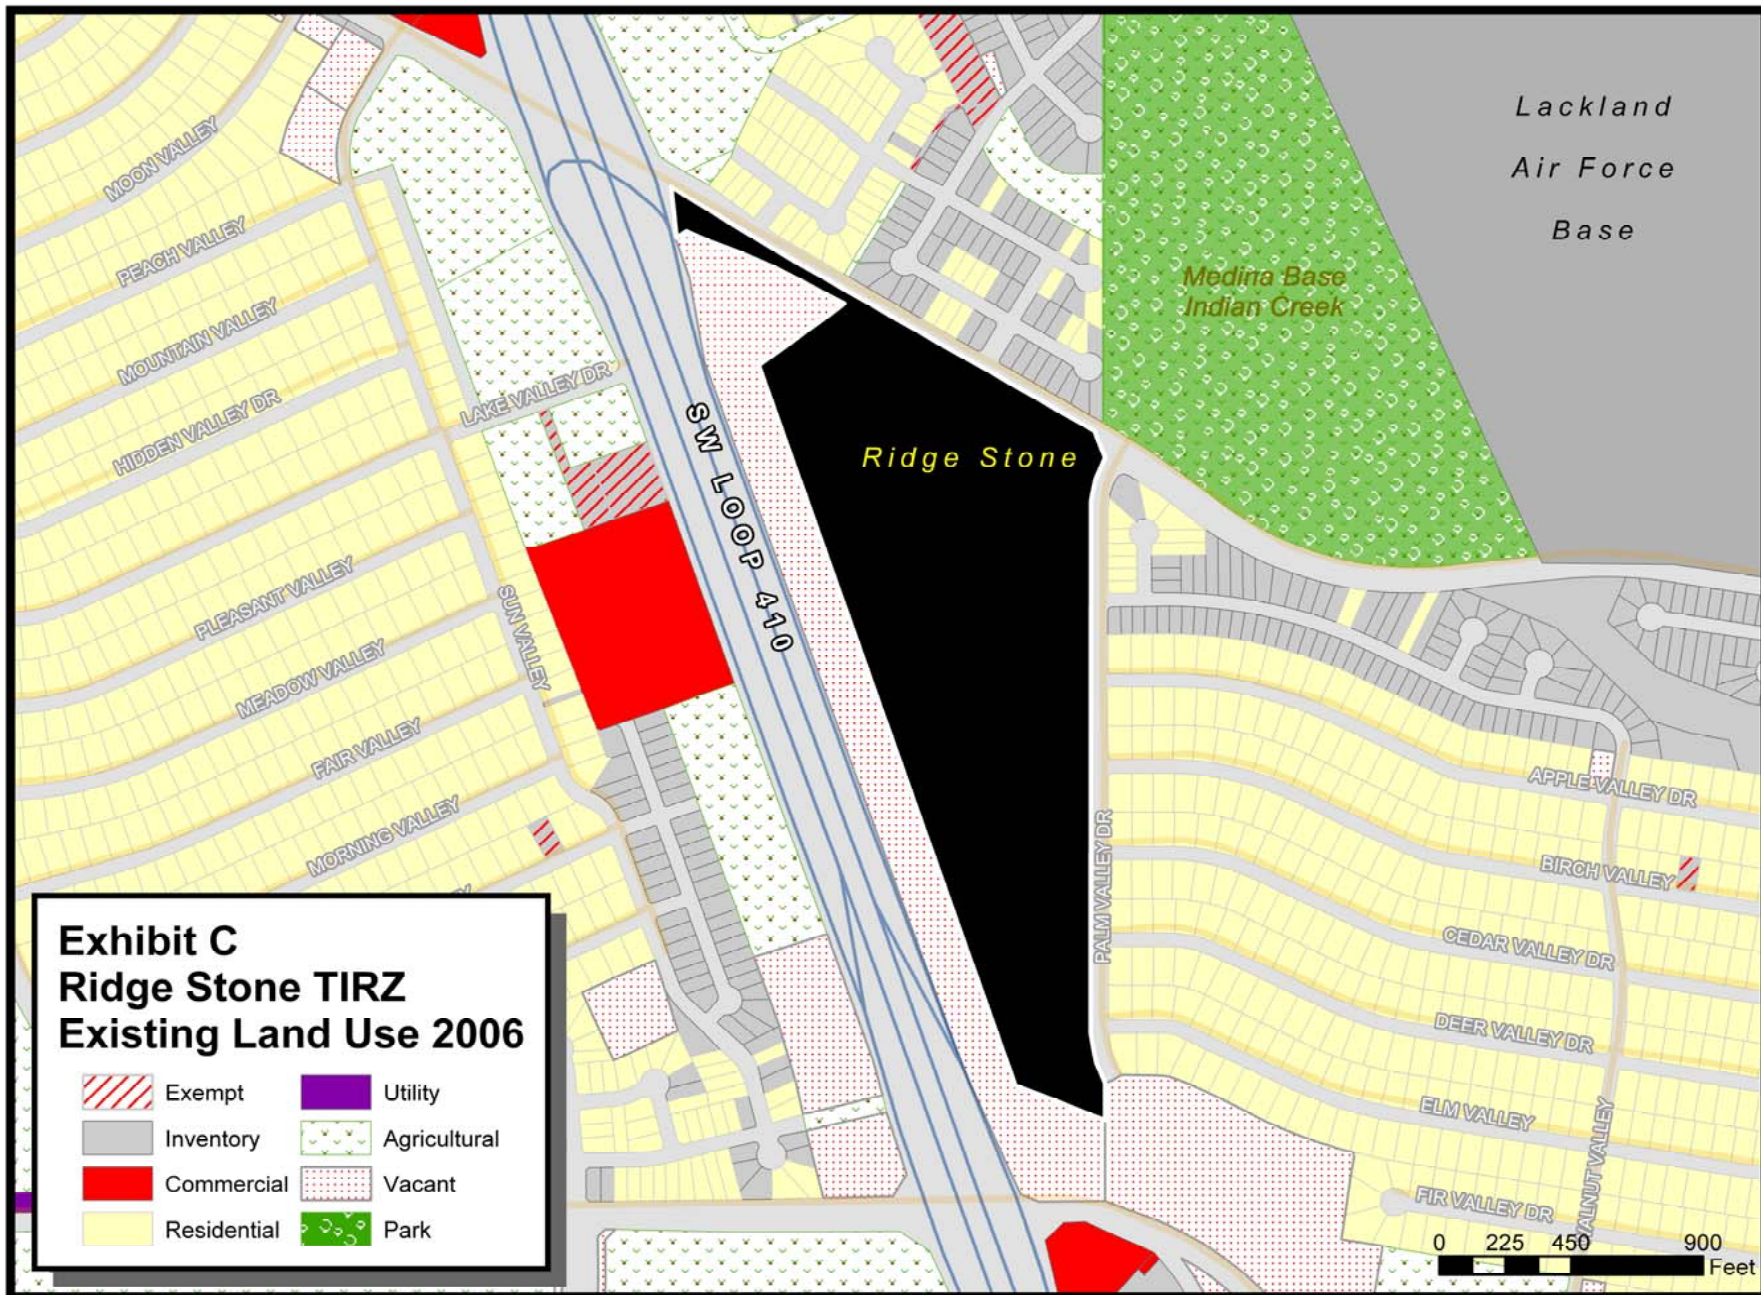 Lackland
Air Force
Base
MOON VALLEY
PEACH VALLEY
Medina Base
Indian Creek
MOUNTAIN VALLEY
HIDDEN VALLEY DR
LAKE VALLEY DR
SW LOOP 410
Ridge Stone
PLEASANT VALLEY
SUN VALLEY
MEADOW VALLEY
FAIR VALLEY
MORNING VALLEY
PALM VALLEY DR
APPLE VALLEY DR
BIRCH VALLEY
CEDAR VALLEY DR
DEER VALLEY DR
ELM VALLEY
WALNUT VALLEY
FIR VALLEY DR
Exhibit C
Ridge Stone TIRZ
Existing Land Use 2006
Exempt
Utility
Inventory
Agricultural
Commercial
Vacant
Residential
Park
0 225 450 900
Feet